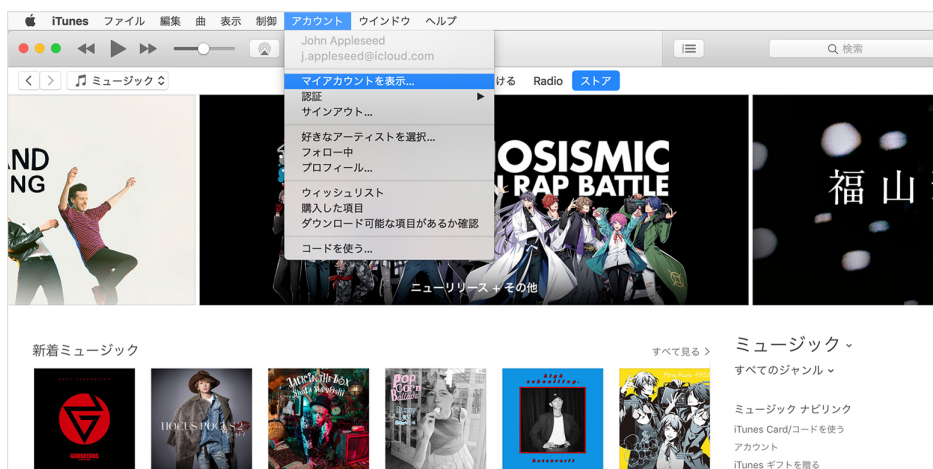 iTunes ファイル 編集 曲 表示 制御 アカウント ウインドウ ヘルプ
John Appleseed
j.appleseed@icloud.com
検索
ミュージック
マイアカウントを表示...
ける Radio ストア
認証
サインアウト...
好きなアーティストを選択...
フォロー中
プロフィール...
ウィッシュリスト
購入した項目
ダウンロード可能な項目があるか確認
コードを使う...
AND
NG
OSISMIC
RAP BATTLE
福山
ニューリリース + その他
新着ミュージック
すべて見る
ミュージック
すべてのジャンル
ミュージック ナビリンク
iTunes Card/コードを使う
アカウント
iTunes ギフトを贈る
GENERATIONS
HOCUS POCUS 2
JACK IN THE BOX
POP CORN Ballads